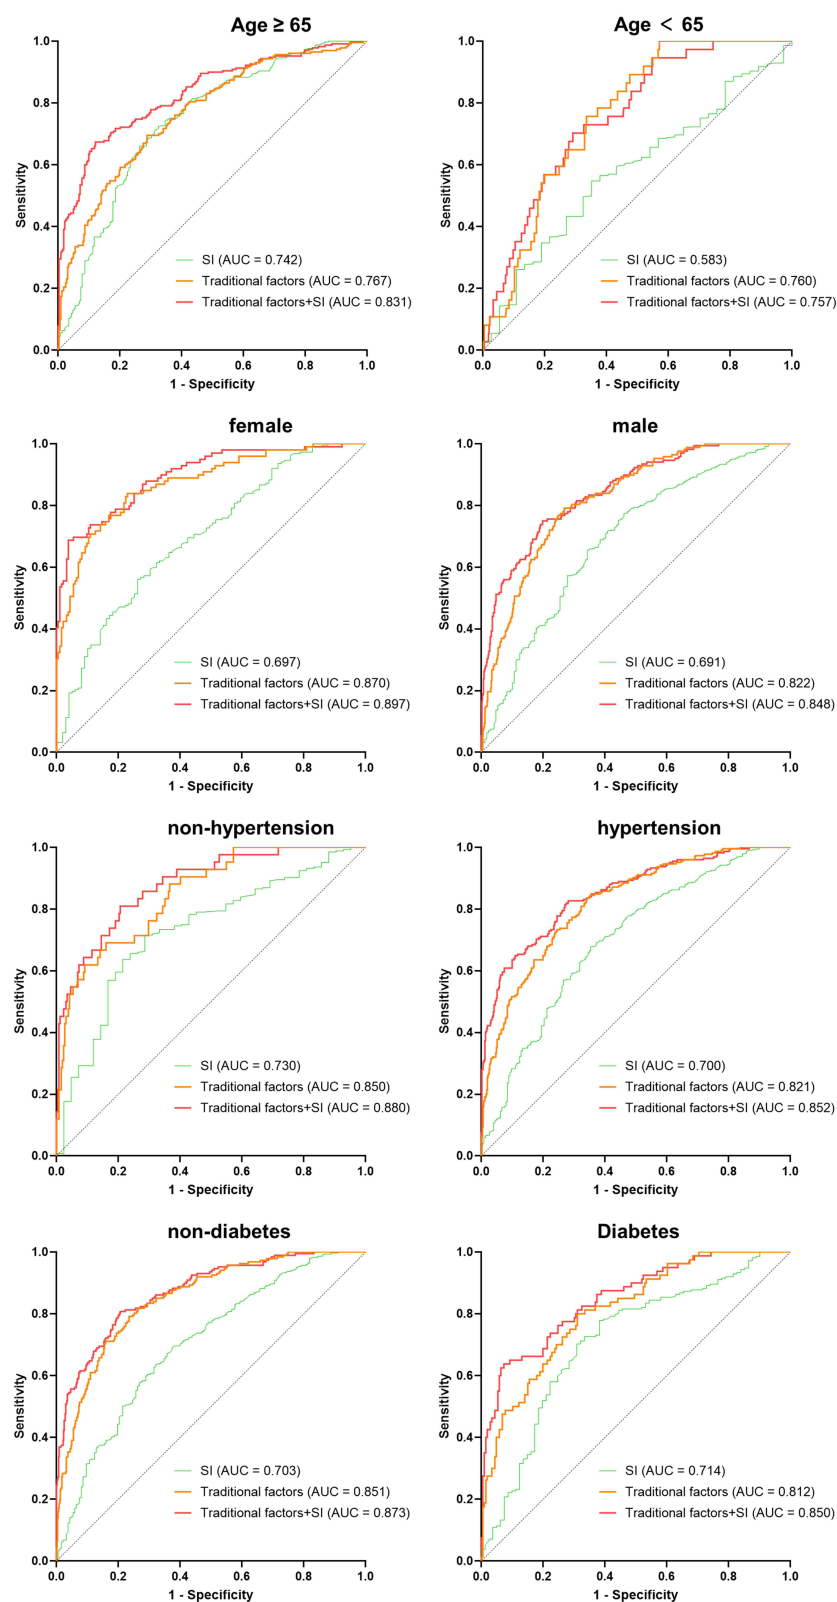 Age ≥ 65
1.0
0.8
0.6
0.4
0.2
0.0
Sensitivity
SI (AUC = 0.742)
Traditional factors (AUC = 0.767)
Traditional factors+SI (AUC = 0.831)
0.0 0.2 0.4 0.6 0.8 1.0
1 - Specificity
Age < 65
1.0
0.8
0.6
0.4
0.2
0.0
Sensitivity
SI (AUC = 0.583)
Traditional factors (AUC = 0.760)
Traditional factors+SI (AUC = 0.757)
0.0 0.2 0.4 0.6 0.8 1.0
1 - Specificity
female
1.0
0.8
0.6
0.4
0.2
0.0
Sensitivity
SI (AUC = 0.697)
Traditional factors (AUC = 0.870)
Traditional factors+SI (AUC = 0.897)
0.0 0.2 0.4 0.6 0.8 1.0
1 - Specificity
male
1.0
0.8
0.6
0.4
0.2
0.0
Sensitivity
SI (AUC = 0.691)
Traditional factors (AUC = 0.822)
Traditional factors+SI (AUC = 0.848)
0.0 0.2 0.4 0.6 0.8 1.0
1 - Specificity
non-hypertension
1.0
0.8
0.6
0.4
0.2
0.0
Sensitivity
SI (AUC = 0.730)
Traditional factors (AUC = 0.850)
Traditional factors+SI (AUC = 0.880)
0.0 0.2 0.4 0.6 0.8 1.0
1 - Specificity
hypertension
1.0
0.8
0.6
0.4
0.2
0.0
Sensitivity
SI (AUC = 0.700)
Traditional factors (AUC = 0.821)
Traditional factors+SI (AUC = 0.852)
0.0 0.2 0.4 0.6 0.8 1.0
1 - Specificity
non-diabetes
1.0
0.8
0.6
0.4
0.2
0.0
Sensitivity
SI (AUC = 0.703)
Traditional factors (AUC = 0.851)
Traditional factors+SI (AUC = 0.873)
0.0 0.2 0.4 0.6 0.8 1.0
1 - Specificity
Diabetes
1.0
0.8
0.6
0.4
0.2
0.0
Sensitivity
SI (AUC = 0.714)
Traditional factors (AUC = 0.812)
Traditional factors+SI (AUC = 0.850)
0.0 0.2 0.4 0.6 0.8 1.0
1 - Specificity